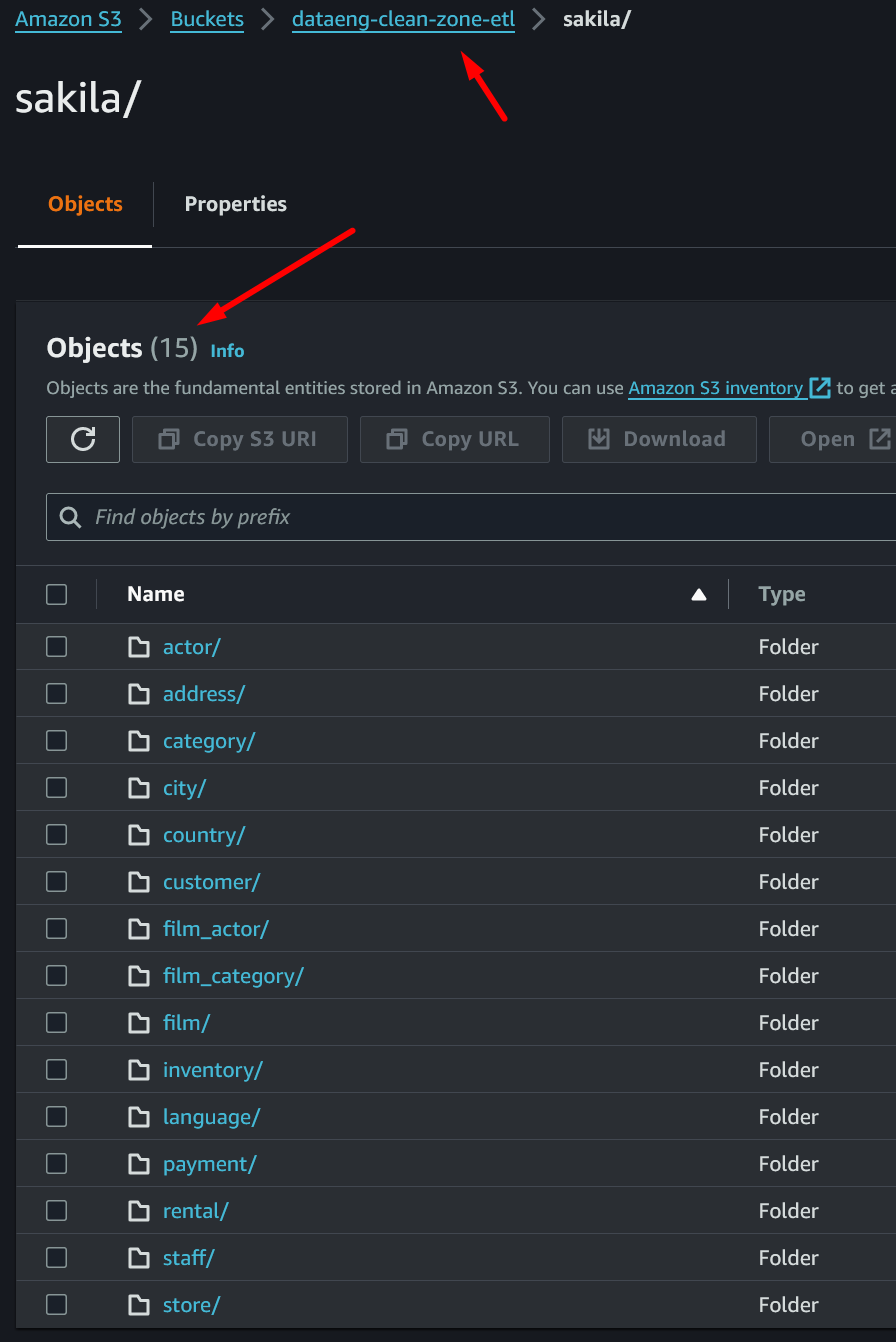 Amazon S3 > Buckets > dataeng-clean-zone-etl > sakila/
sakila/
Objects Properties
Objects (15) Info
Objects are the fundamental entities stored in Amazon S3. You can use Amazon S3 inventory to get a
Copy S3 URI Copy URL Download Open
Find objects by prefix
Name Type
actor/ Folder
address/ Folder
category/ Folder
city/ Folder
country/ Folder
customer/ Folder
film_actor/ Folder
film_category/ Folder
film/ Folder
inventory/ Folder
language/ Folder
payment/ Folder
rental/ Folder
staff/ Folder
store/ Folder